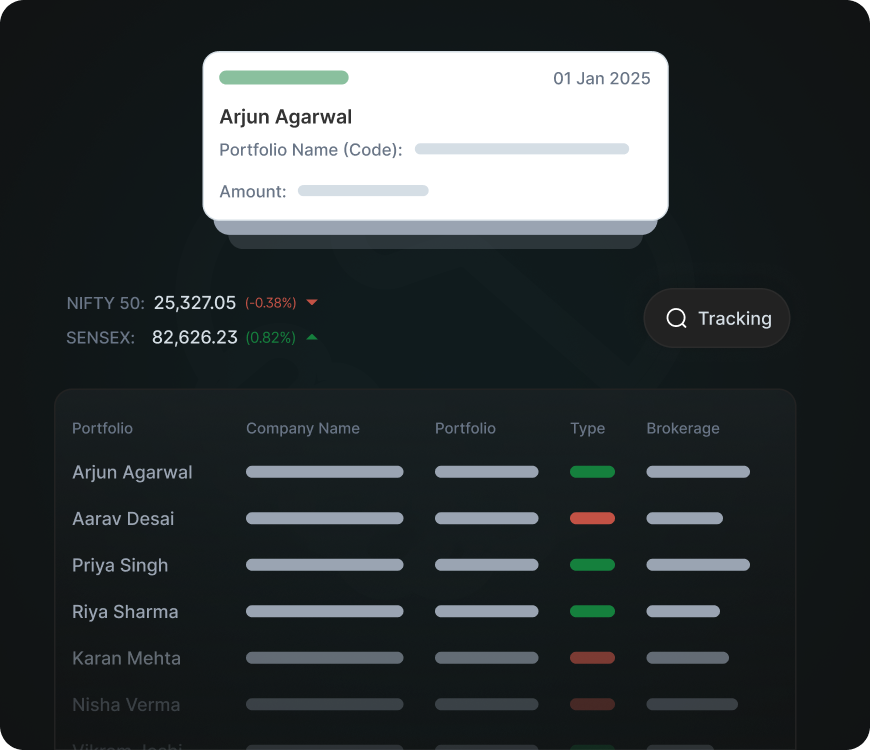 01 Jan 2025
Arjun Agarwal
Portfolio Name (Code):
Amount:
NIFTY 50: 25,327.05 (-0.38%)
SENSEX: 82,626.23 (0.82%)
Tracking
Portfolio Company Name Portfolio Type Brokerage
Arjun Agarwal
Aarav Desai
Priya Singh
Riya Sharma
Karan Mehta
Nisha Verma